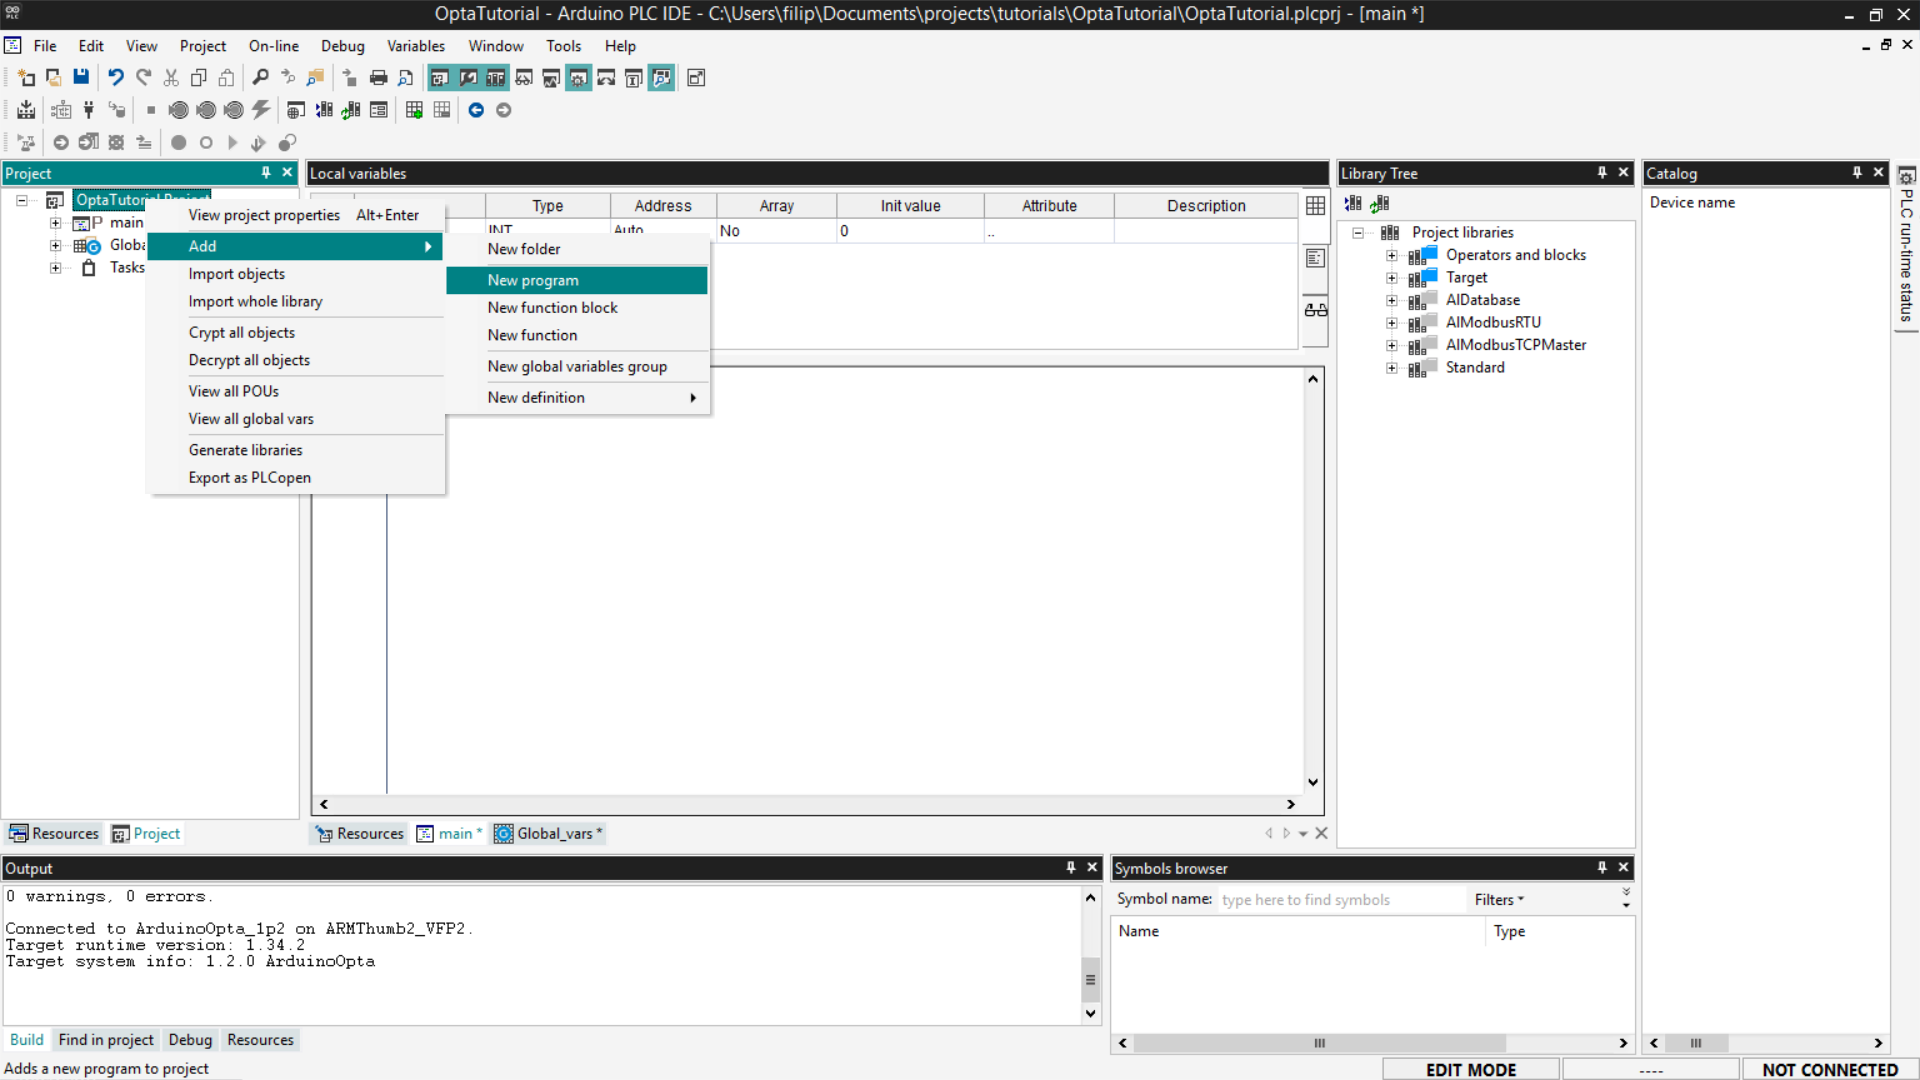 OptaTutorial - Arduino PLC IDE - C:\Users\filip\Documents\projects\tutorials\OptaTutorial\OptaTutorial.plcprj - [main *]
File Edit View Project On-line Debug Variables Window Tools Help
Project
Local variables
Library Tree
Catalog
OptaTutorial Project
main
Global
Tasks
View project properties Alt+Enter
Add
Import objects
Import whole library
Crypt all objects
Decrypt all objects
View all POUs
View all global vars
Generate libraries
Export as PLCopen
New folder
New program
New function block
New function
New global variables group
New definition
Type Address Array Init value Attribute Description
INT Auto No 0 ..
Project libraries
Operators and blocks
Target
AlDatabase
AlModbusRTU
AlModbusTCPMaster
Standard
Device name
PLC run-time status
Resources Project
Resources main * Global_vars *
Output
0 warnings, 0 errors.
Connected to ArduinoOpta_1p2 on ARMThumb2_VFP2.
Target runtime version: 1.34.2
Target system info: 1.2.0 ArduinoOpta
Build Find in project Debug Resources
Symbols browser
Symbol name: type here to find symbols Filters
Name Type
Adds a new program to project
EDIT MODE ---- NOT CONNECTED